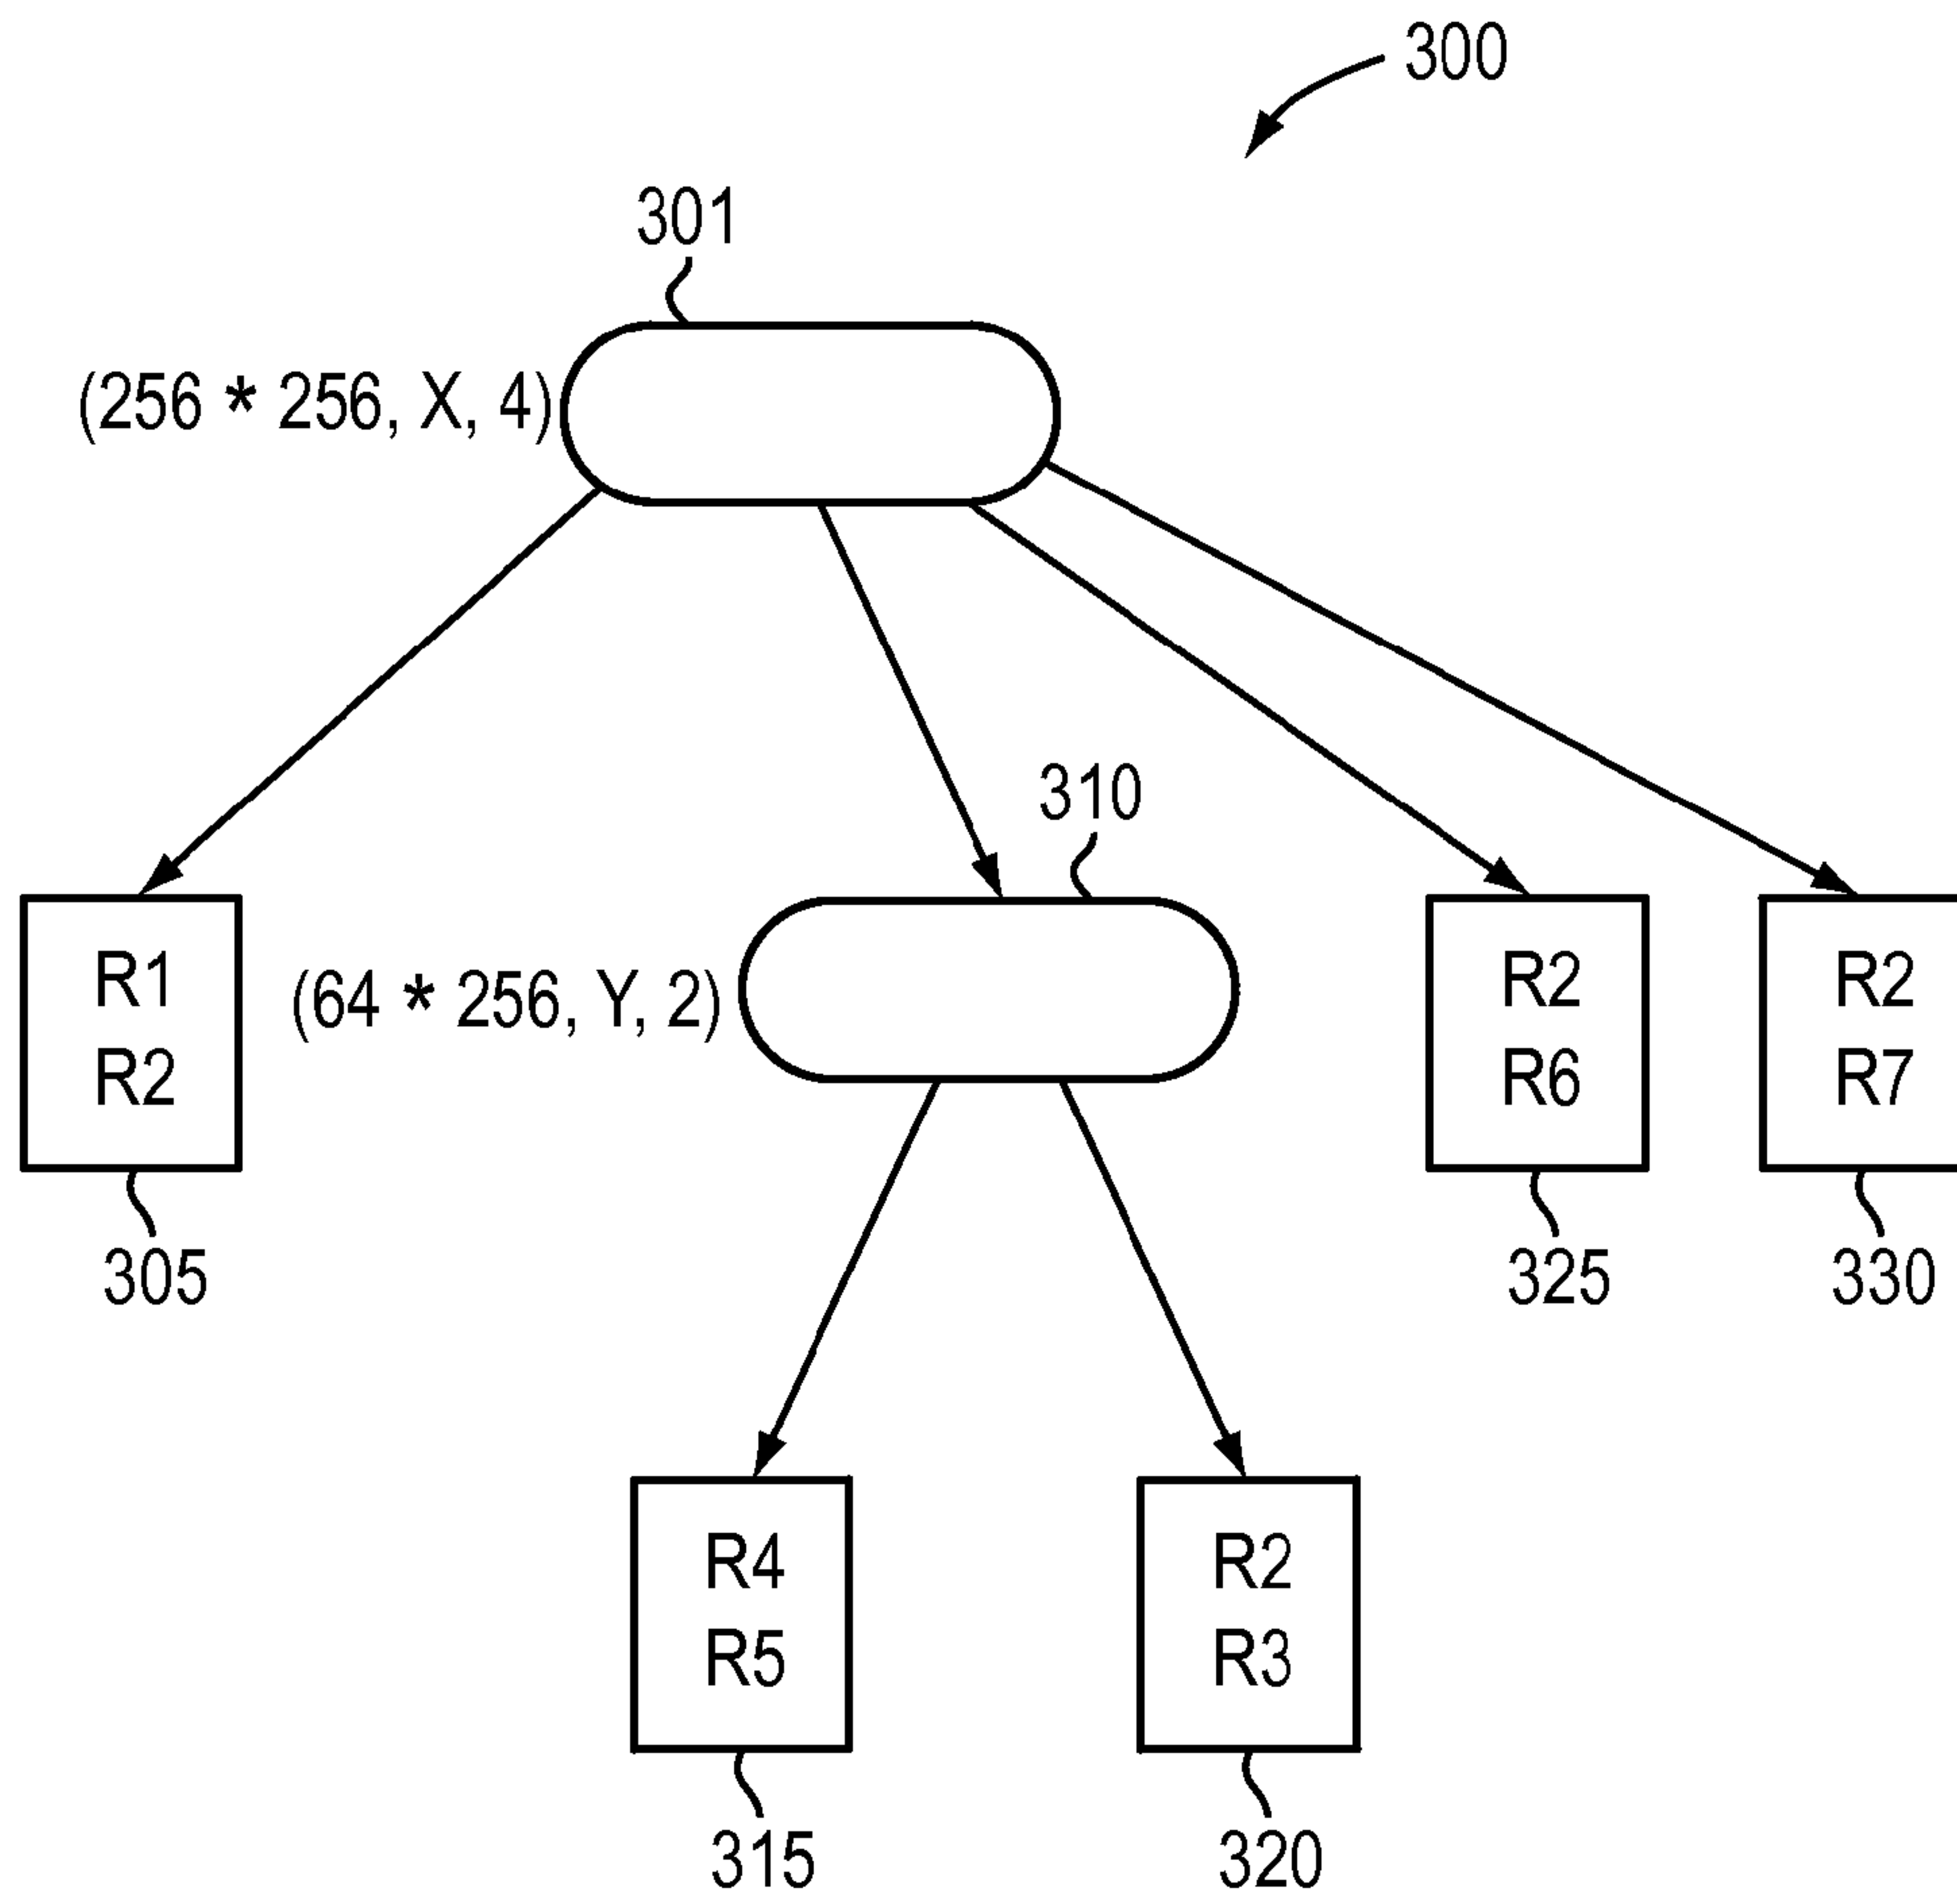 300
301
(256 * 256, X, 4)
310
R1
R2
(64 * 256, Y, 2)
R2
R6
R2
R7
305
325
330
R4
R5
R2
R3
315
320